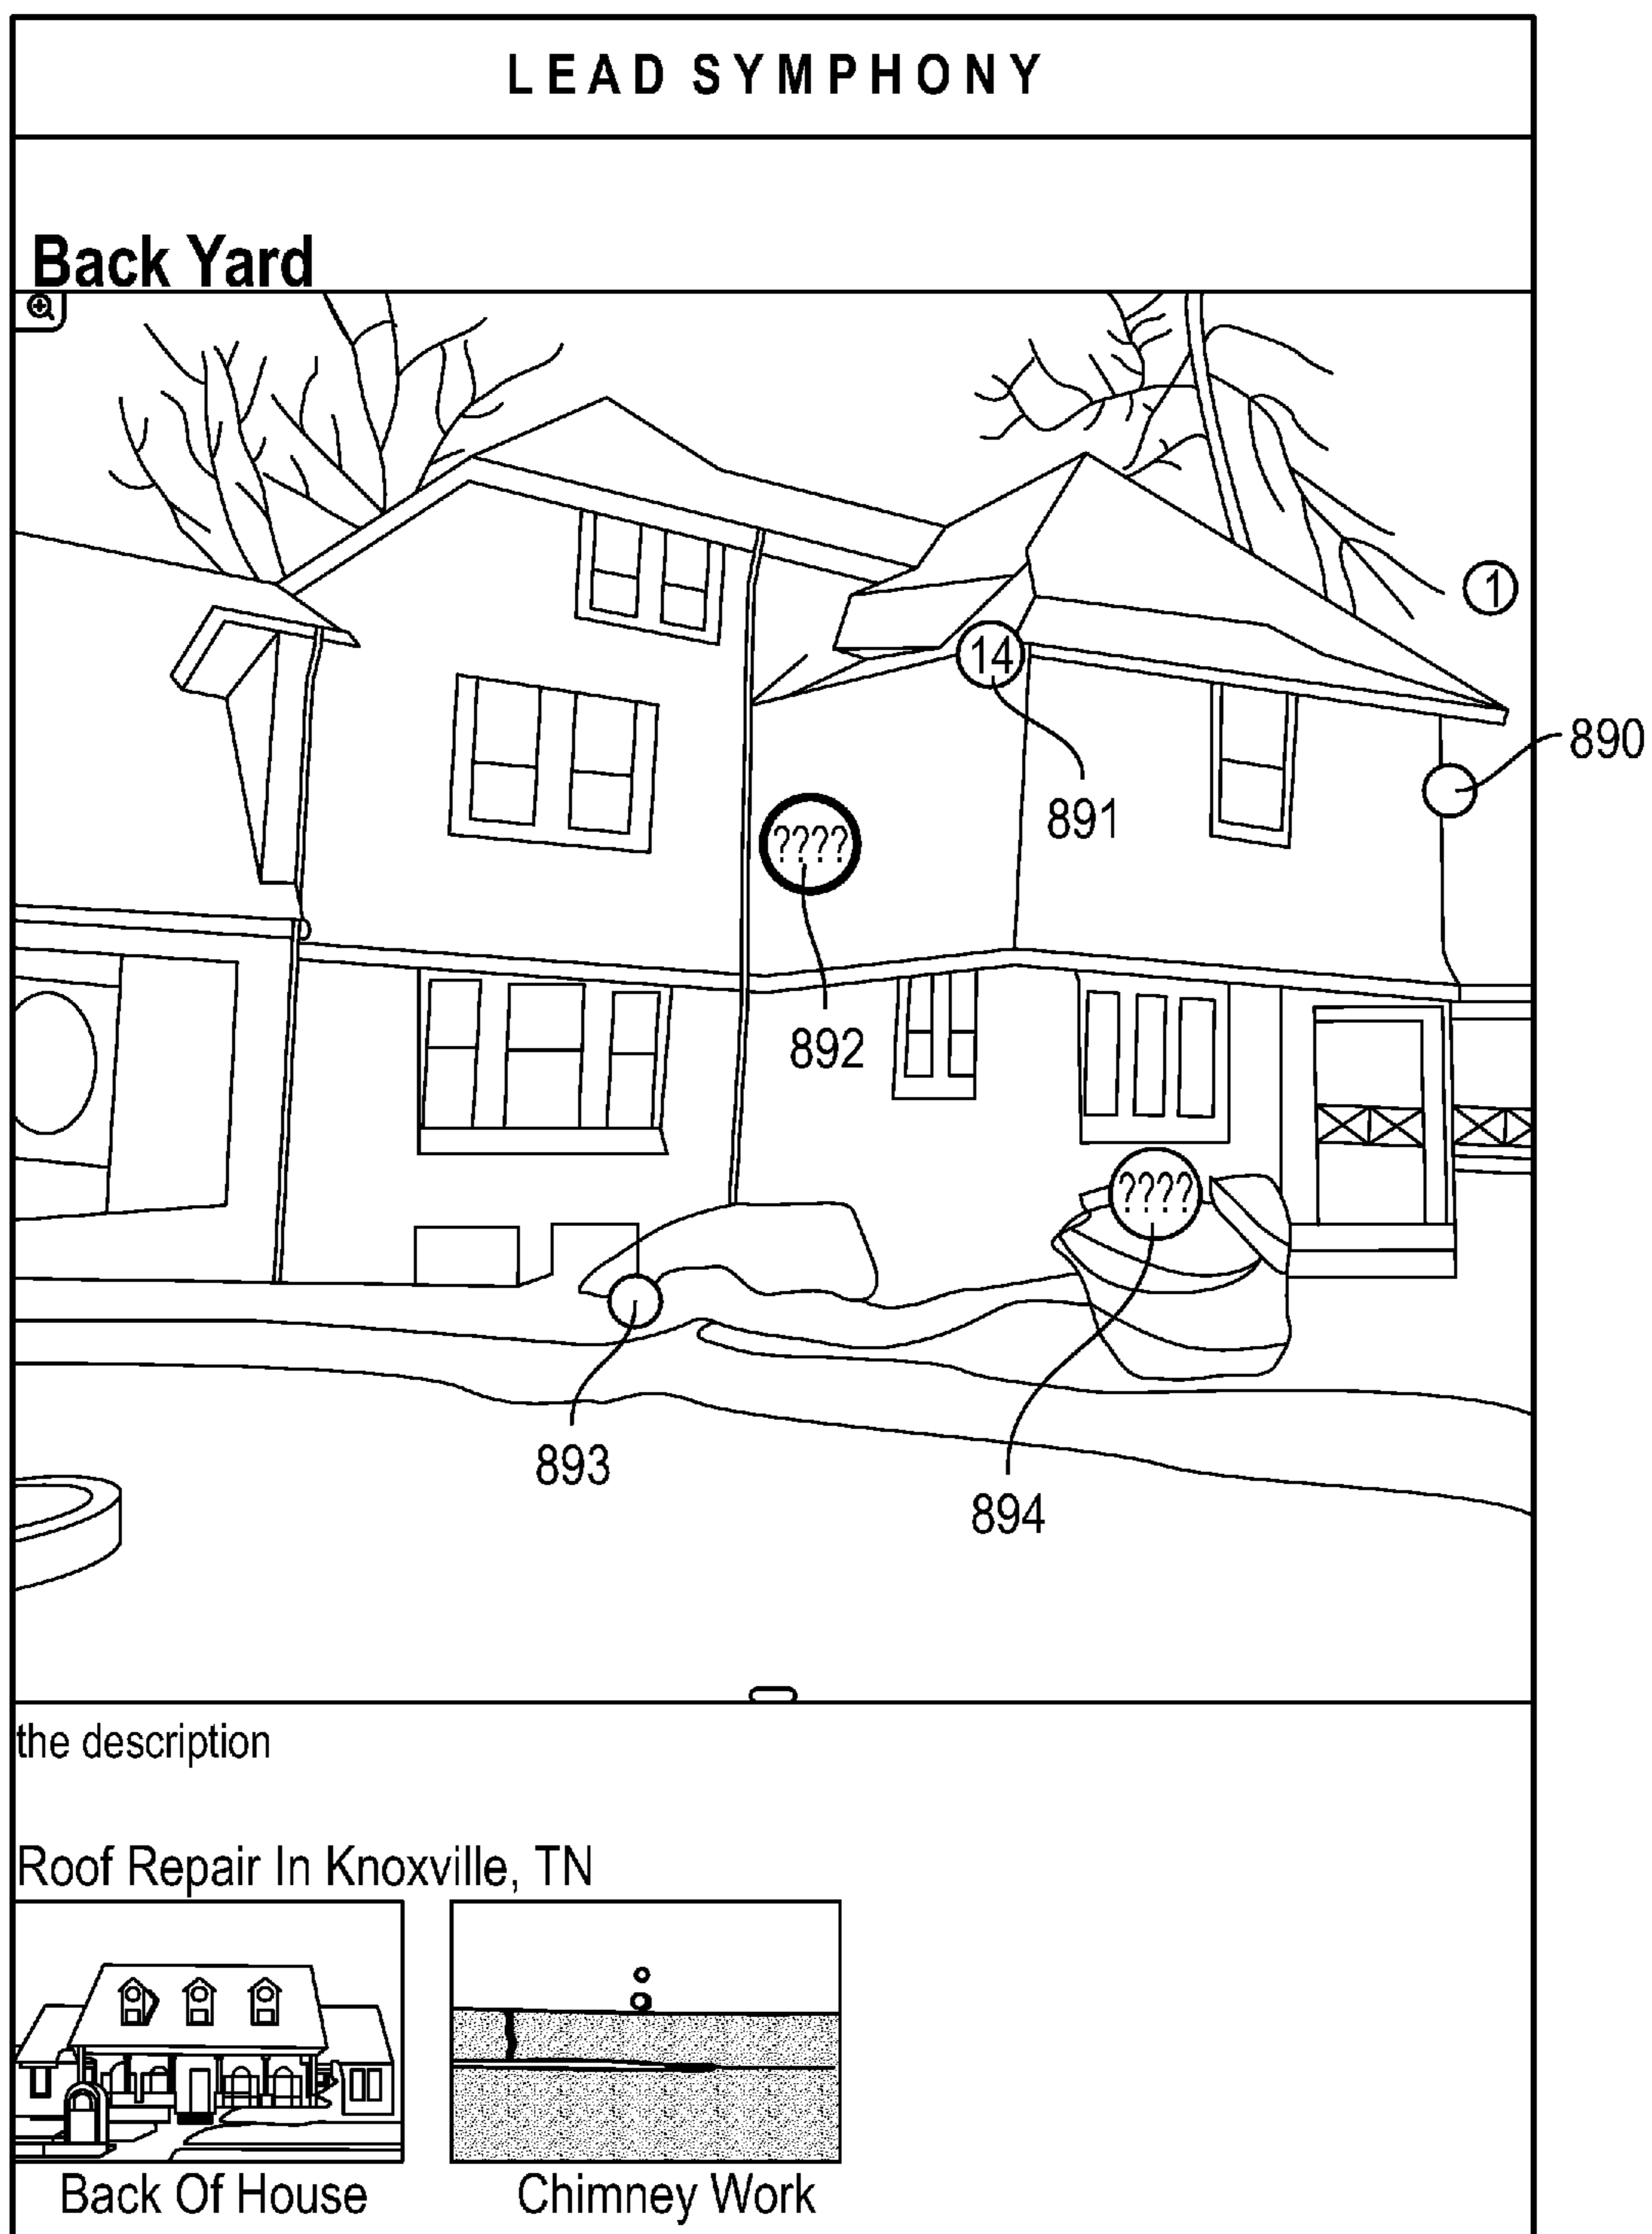 LEAD SYMPHONY
Back Yard
1
14
890
891
????
892
????
893
894
the description
Roof Repair In Knoxville, TN
Back Of House
Chimney Work